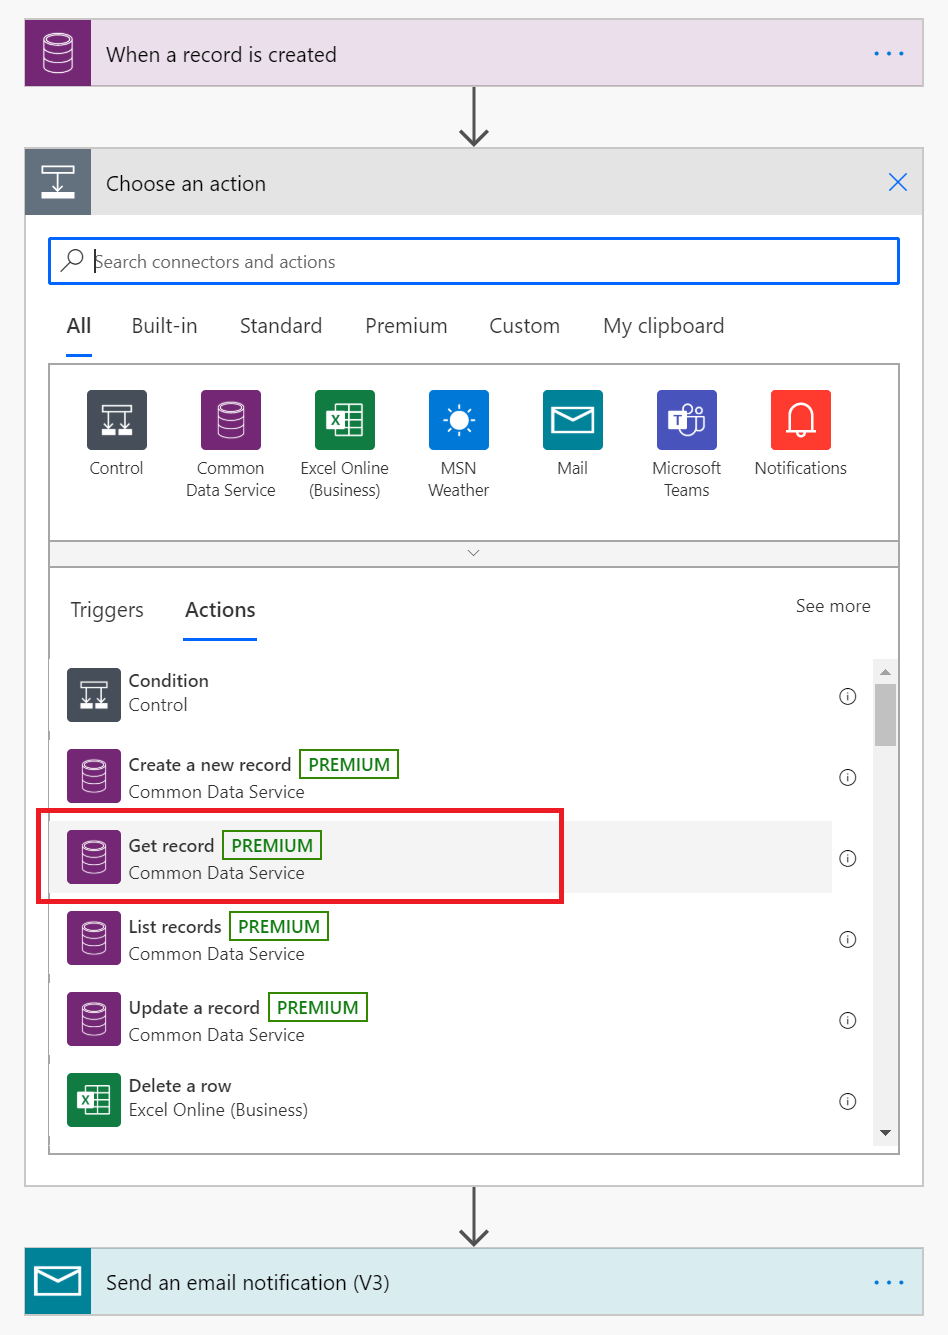 When a record is created
Choose an action
Search connectors and actions
All Built-in Standard Premium Custom My clipboard
Control
Common
Data Service
Excel Online
(Business)
MSN
Weather
Mail
Microsoft
Teams
Notifications
Triggers Actions See more
Condition
Control
Create a new record PREMIUM
Common Data Service
Get record PREMIUM
Common Data Service
List records PREMIUM
Common Data Service
Update a record PREMIUM
Common Data Service
Delete a row
Excel Online (Business)
Send an email notification (V3)